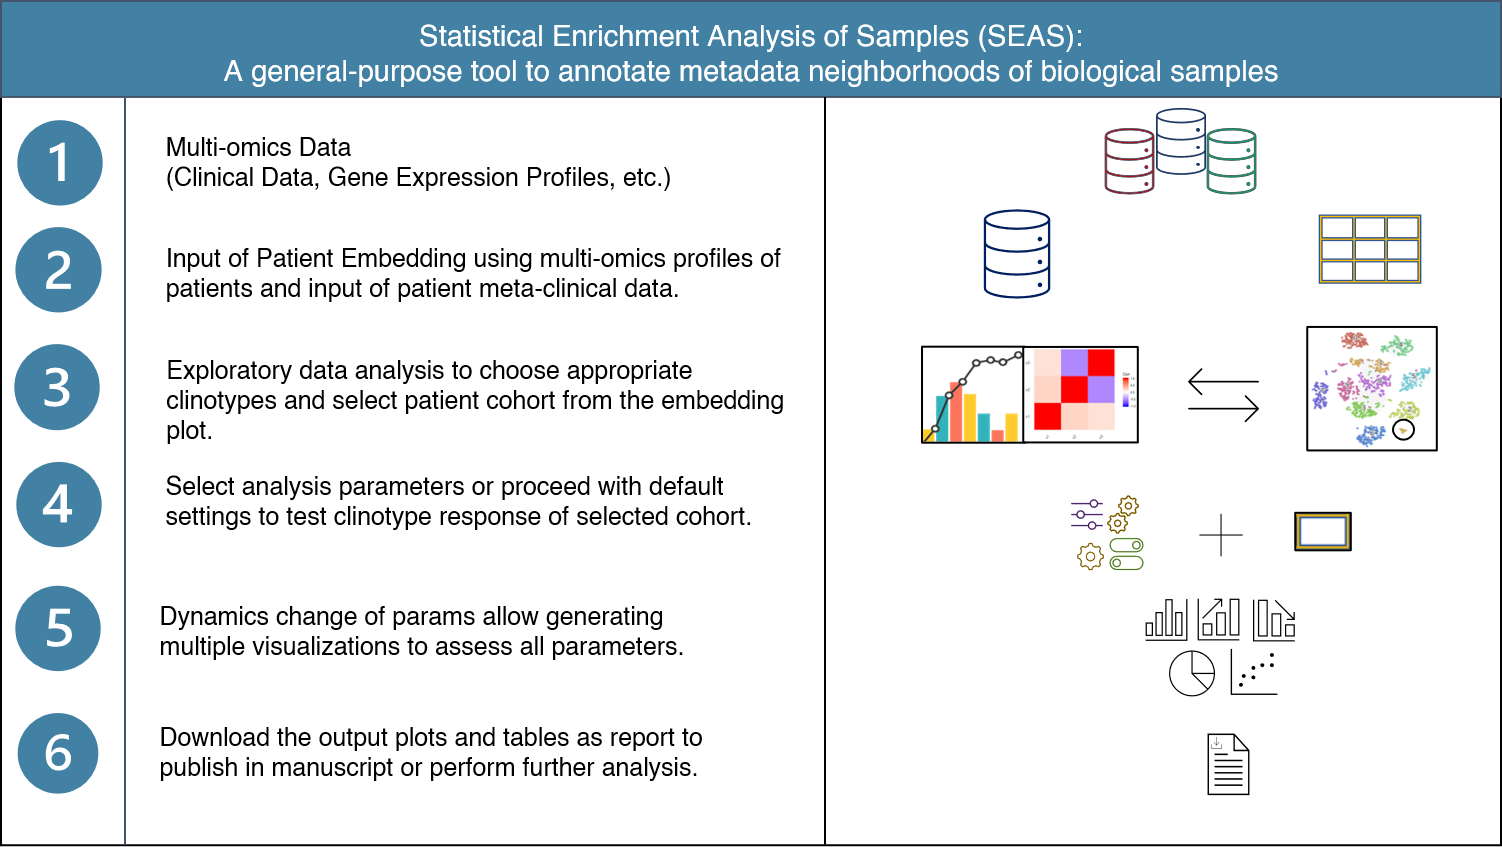 Statistical Enrichment Analysis of Samples (SEAS):
A general-purpose tool to annotate metadata neighborhoods of biological samples
1
Multi-omics Data
(Clinical Data, Gene Expression Profiles, etc.)
2
Input of Patient Embedding using multi-omics profiles of
patients and input of patient meta-clinical data.
3
Exploratory data analysis to choose appropriate
clinotypes and select patient cohort from the embedding
plot.
4
Select analysis parameters or proceed with default
settings to test clinotype response of selected cohort.
5
Dynamics change of params allow generating
multiple visualizations to assess all parameters.
6
Download the output plots and tables as report to
publish in manuscript or perform further analysis.